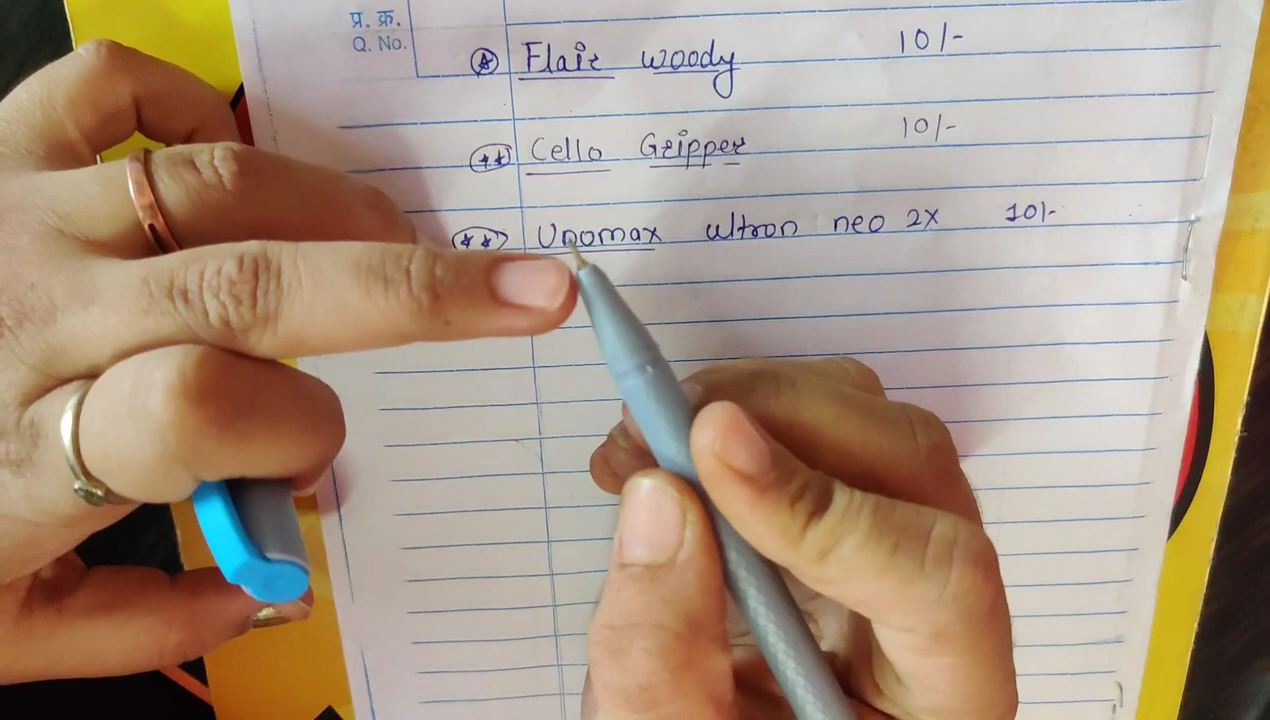 प्र. क्र.
Q. No.
Flair woody 10/-
Cello Gripper 10/-
Unomax ultron neo 2X 10/-